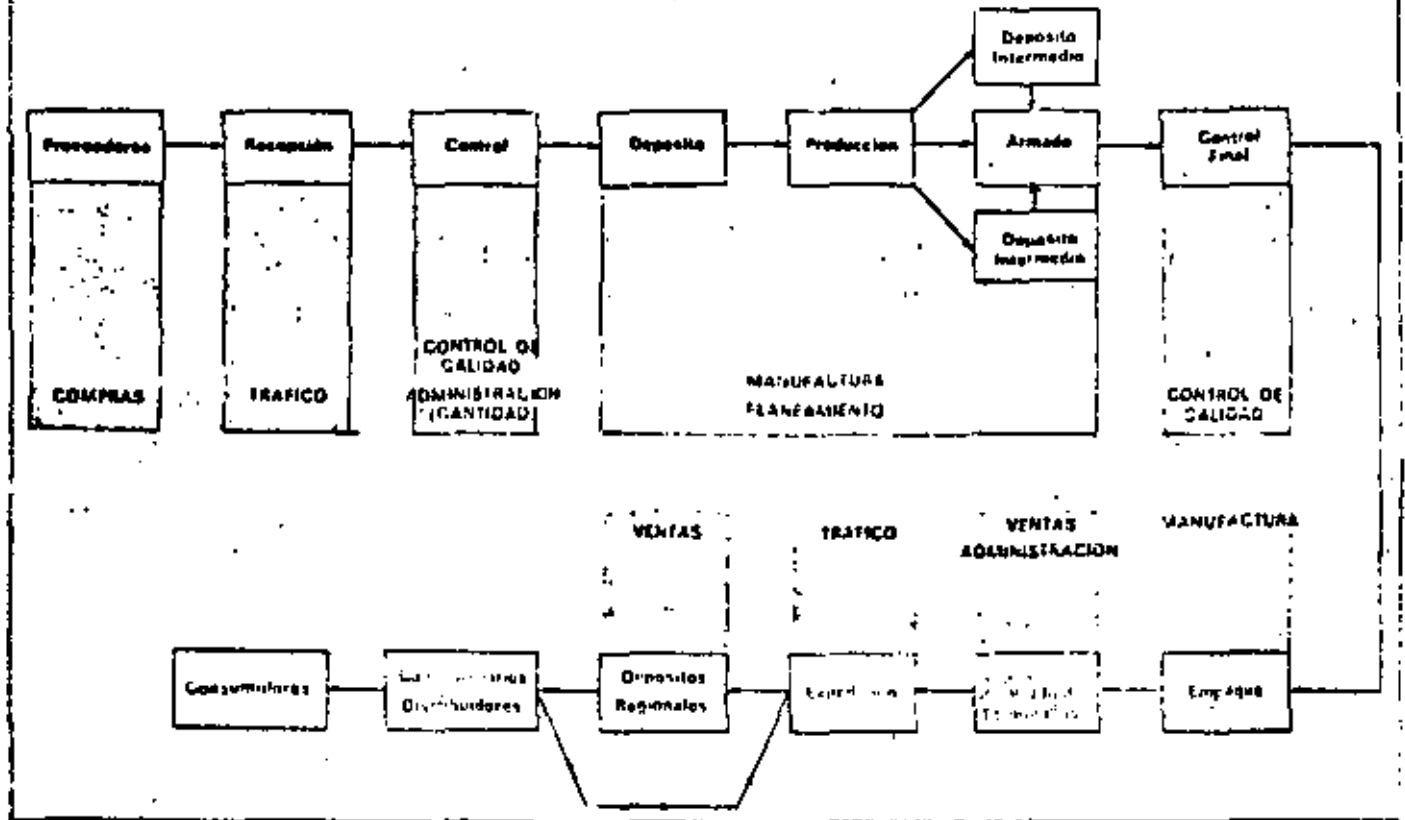 Deposito
Intermedio
Proveedores
Recepción
Control
Deposito
Produccion
Armado
Control
Final
Deposito
Intermedio
CONTROL DE
CALIDAD
ADMINISTRACION
(CANTIDAD)
COMPRAS
TRAFICO
MANUFACTURA
PLANEAMIENTO
CONTROL DE
CALIDAD
VENTAS
TRAFICO
VENTAS
ADMINISTRACION
MANUFACTURA
Consumidores
Distribuidores
Depositos
Regionales
Empaque